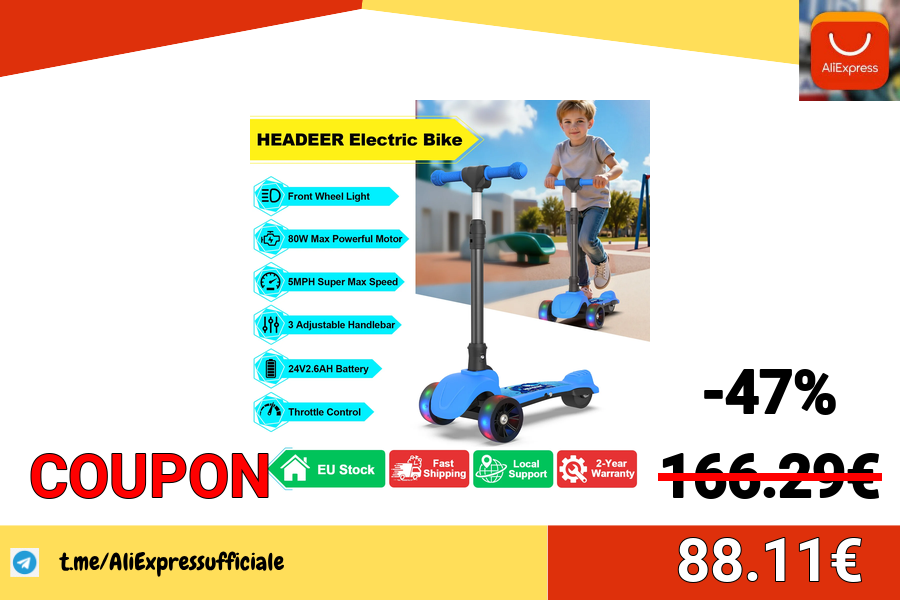 AliExpress
HEADEER Electric Bike
Front Wheel Light
80W Max Powerful Motor
5MPH Super Max Speed
3 Adjustable Handlebar
24V2.6AH Battery
Throttle Control
-47%
COUPON
EU Stock
Fast
Shipping
Local
Support
2-Year
Warranty
166.29€
t.me/AliExpressufficiale
88.11€